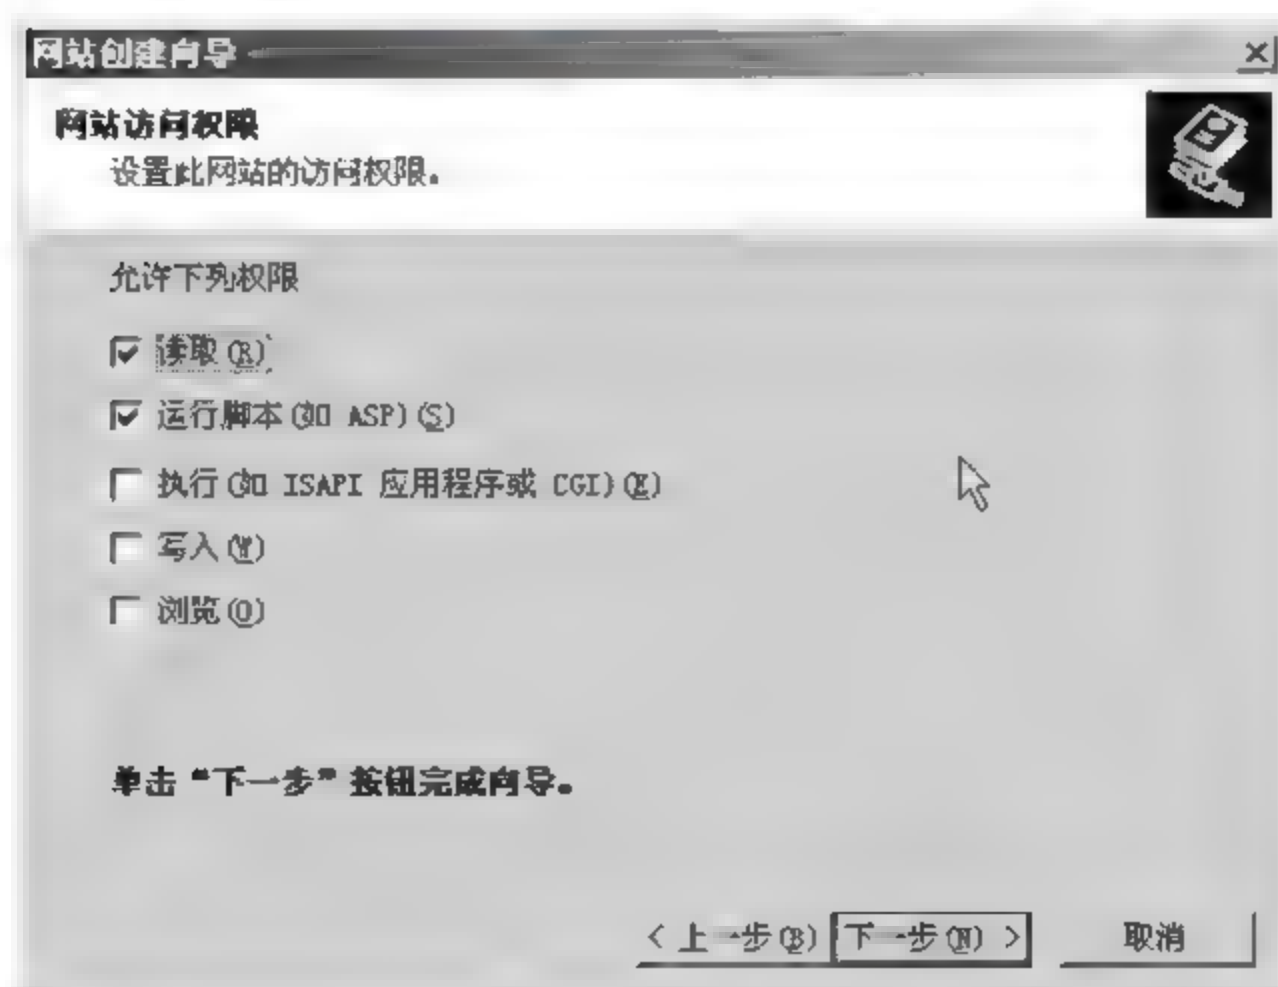 网站创建向导
网站访问权限
设置此网站的访问权限。
允许下列权限
读取(R)
运行脚本(如 ASP)(S)
执行(如 ISAPI 应用程序或 CGI)(E)
写入(W)
浏览(O)
单击“下一步”按钮完成向导。
< 上一步(B) 下一步(N) > 取消